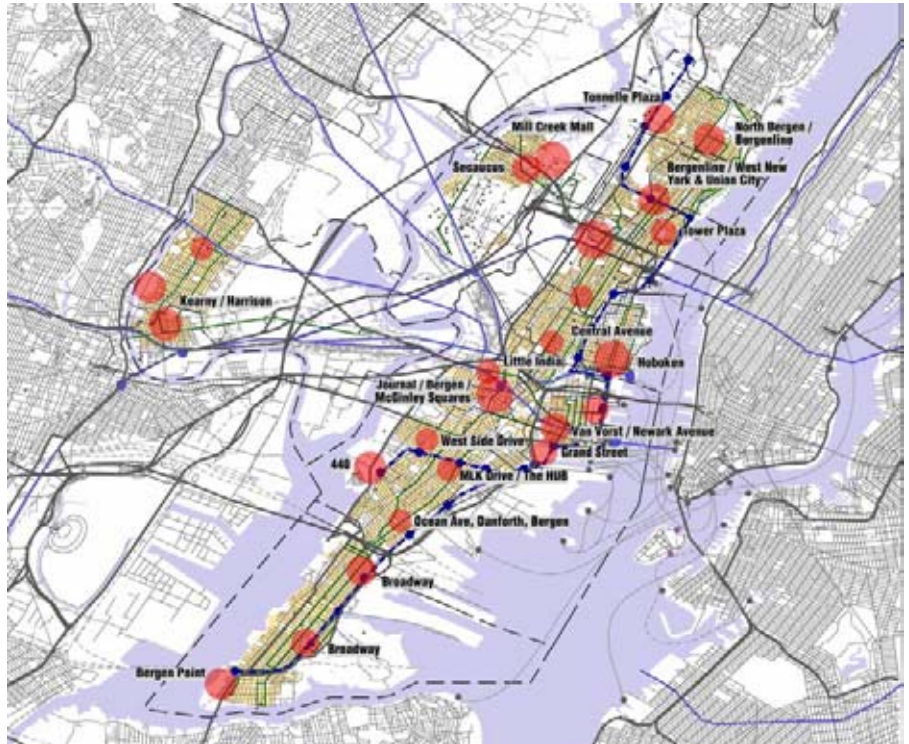 Tonnelle Plaza
Mill Creek Mall
North Bergen /
Bergenline
Secaucus
Bergenline / West New
York & Union City
Tower Plaza
Kearny / Harrison
Central Avenue
Little India
Hoboken
Journal / Bergen /
McGinley Squares
Van Vorst / Newark Avenue
West Side Drive
Grand Street
440
MLK Drive / The HUB
Ocean Ave, Danforth, Bergen
Broadway
Broadway
Bergen Point